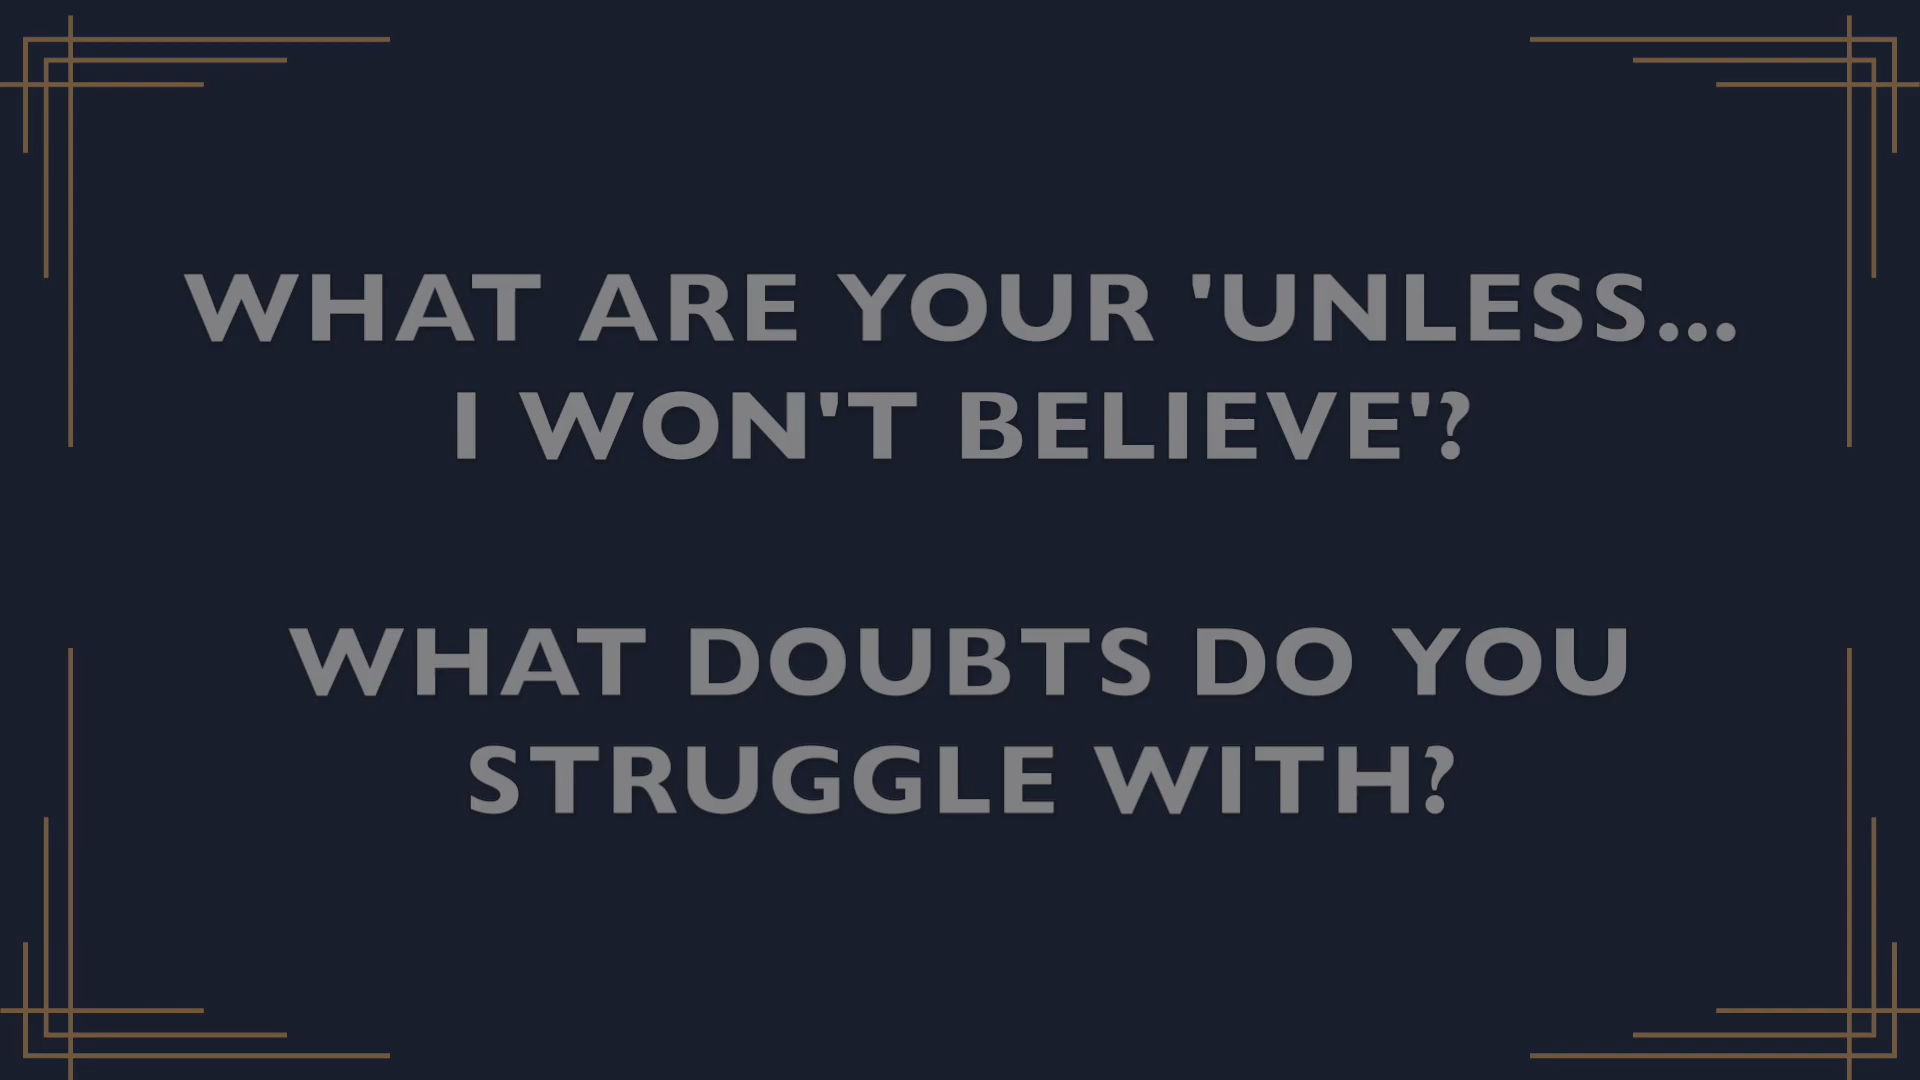 WHAT ARE YOUR 'UNLESS...
I WON'T BELIEVE'?
WHAT DOUBTS DO YOU
STRUGGLE WITH?